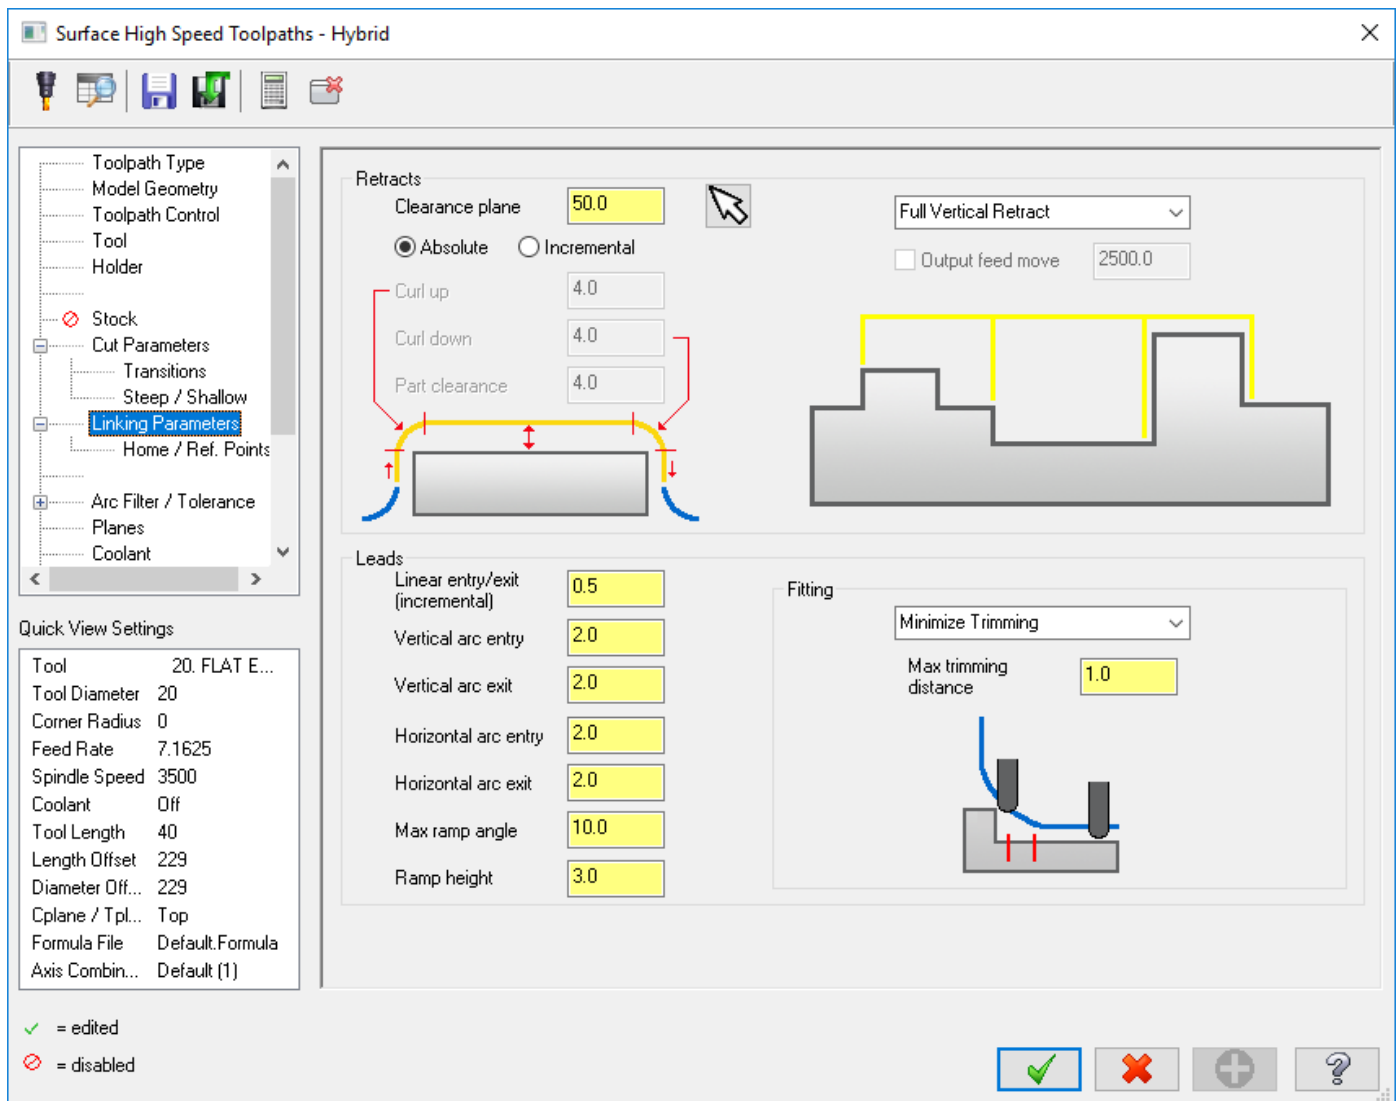 Surface High Speed Toolpaths - Hybrid
Toolpath Type
Model Geometry
Toolpath Control
Tool
Holder
Stock
Cut Parameters
Transitions
Steep / Shallow
Linking Parameters
Home / Ref. Points
Arc Filter / Tolerance
Planes
Coolant
Quick View Settings
Tool 20. FLAT E...
Tool Diameter 20
Corner Radius 0
Feed Rate 7.1625
Spindle Speed 3500
Coolant Off
Tool Length 40
Length Offset 229
Diameter Off... 229
Cplane / Tpl... Top
Formula File Default.Formula
Axis Combin... Default (1)
= edited
= disabled
Retracts
Clearance plane 50.0
Absolute Incremental
Curl up 4.0
Curl down 4.0
Part clearance 4.0
Full Vertical Retract
Output feed move 2500.0
Leads
Linear entry/exit
(incremental) 0.5
Vertical arc entry 2.0
Vertical arc exit 2.0
Horizontal arc entry 2.0
Horizontal arc exit 2.0
Max ramp angle 10.0
Ramp height 3.0
Fitting
Minimize Trimming
Max trimming
distance 1.0